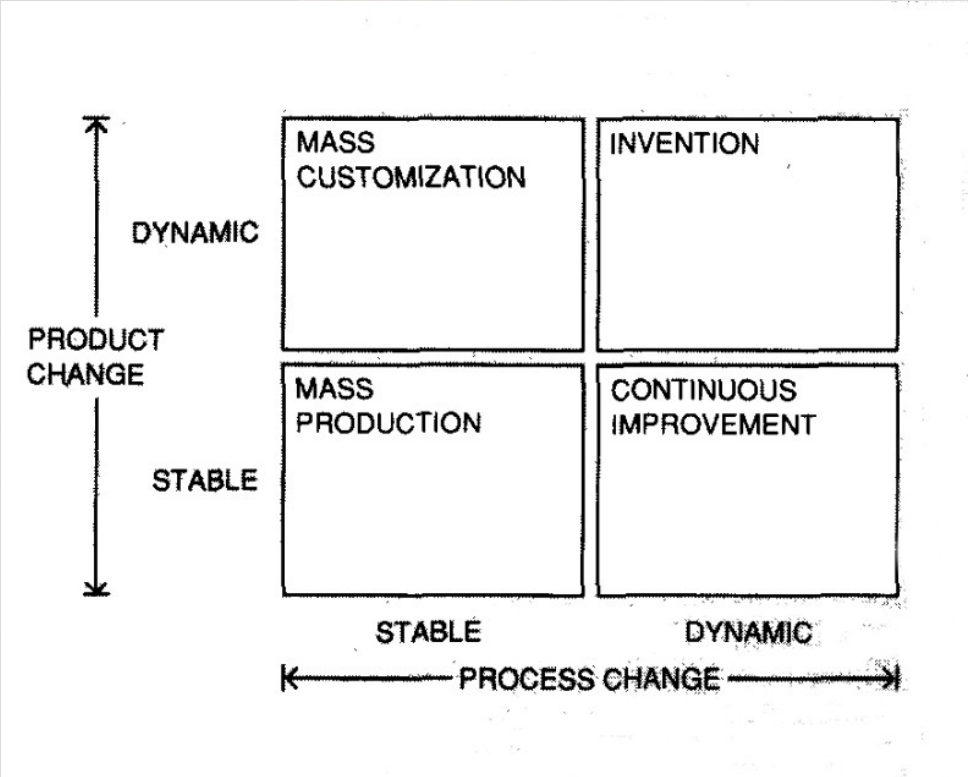 MASS
CUSTOMIZATION
INVENTION
DYNAMIC
PRODUCT
CHANGE
MASS
PRODUCTION
CONTINUOUS
IMPROVEMENT
STABLE
STABLE
DYNAMIC
PROCESS CHANGE